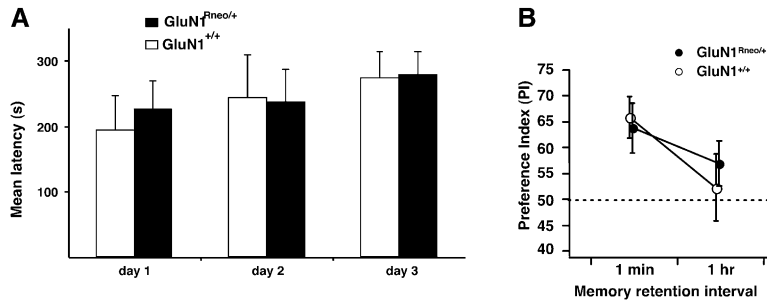 A
GluN1Rneo/+
GluN1+/+
Mean latency (s)
300
200
100
day 1
day 2
day 3
B
GluN1Rneo/+
GluN1+/+
Preference Index (PI)
75
70
65
60
55
50
45
40
1 min
1 hr
Memory retention interval